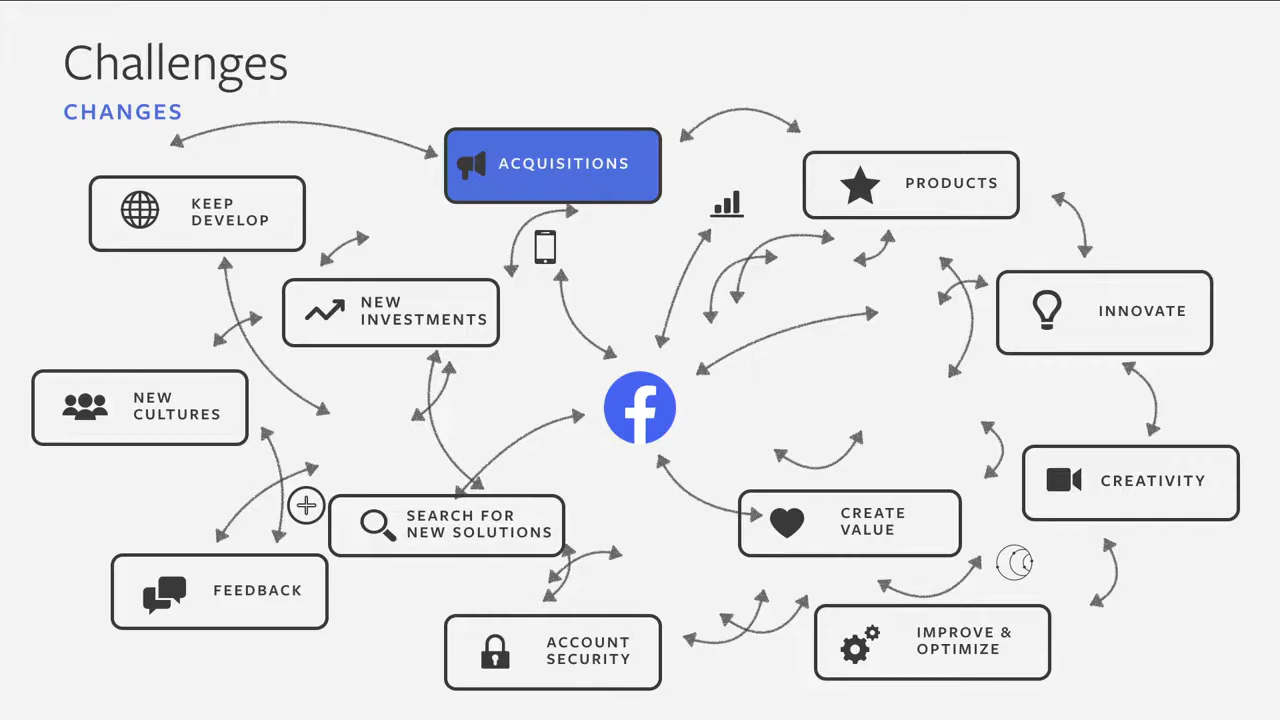 Challenges
CHANGES
ACQUISITIONS
PRODUCTS
KEEP
DEVELOP
NEW
INVESTMENTS
INNOVATE
NEW
CULTURES
CREATIVITY
SEARCH FOR
NEW SOLUTIONS
CREATE
VALUE
FEEDBACK
ACCOUNT
SECURITY
IMPROVE &
OPTIMIZE